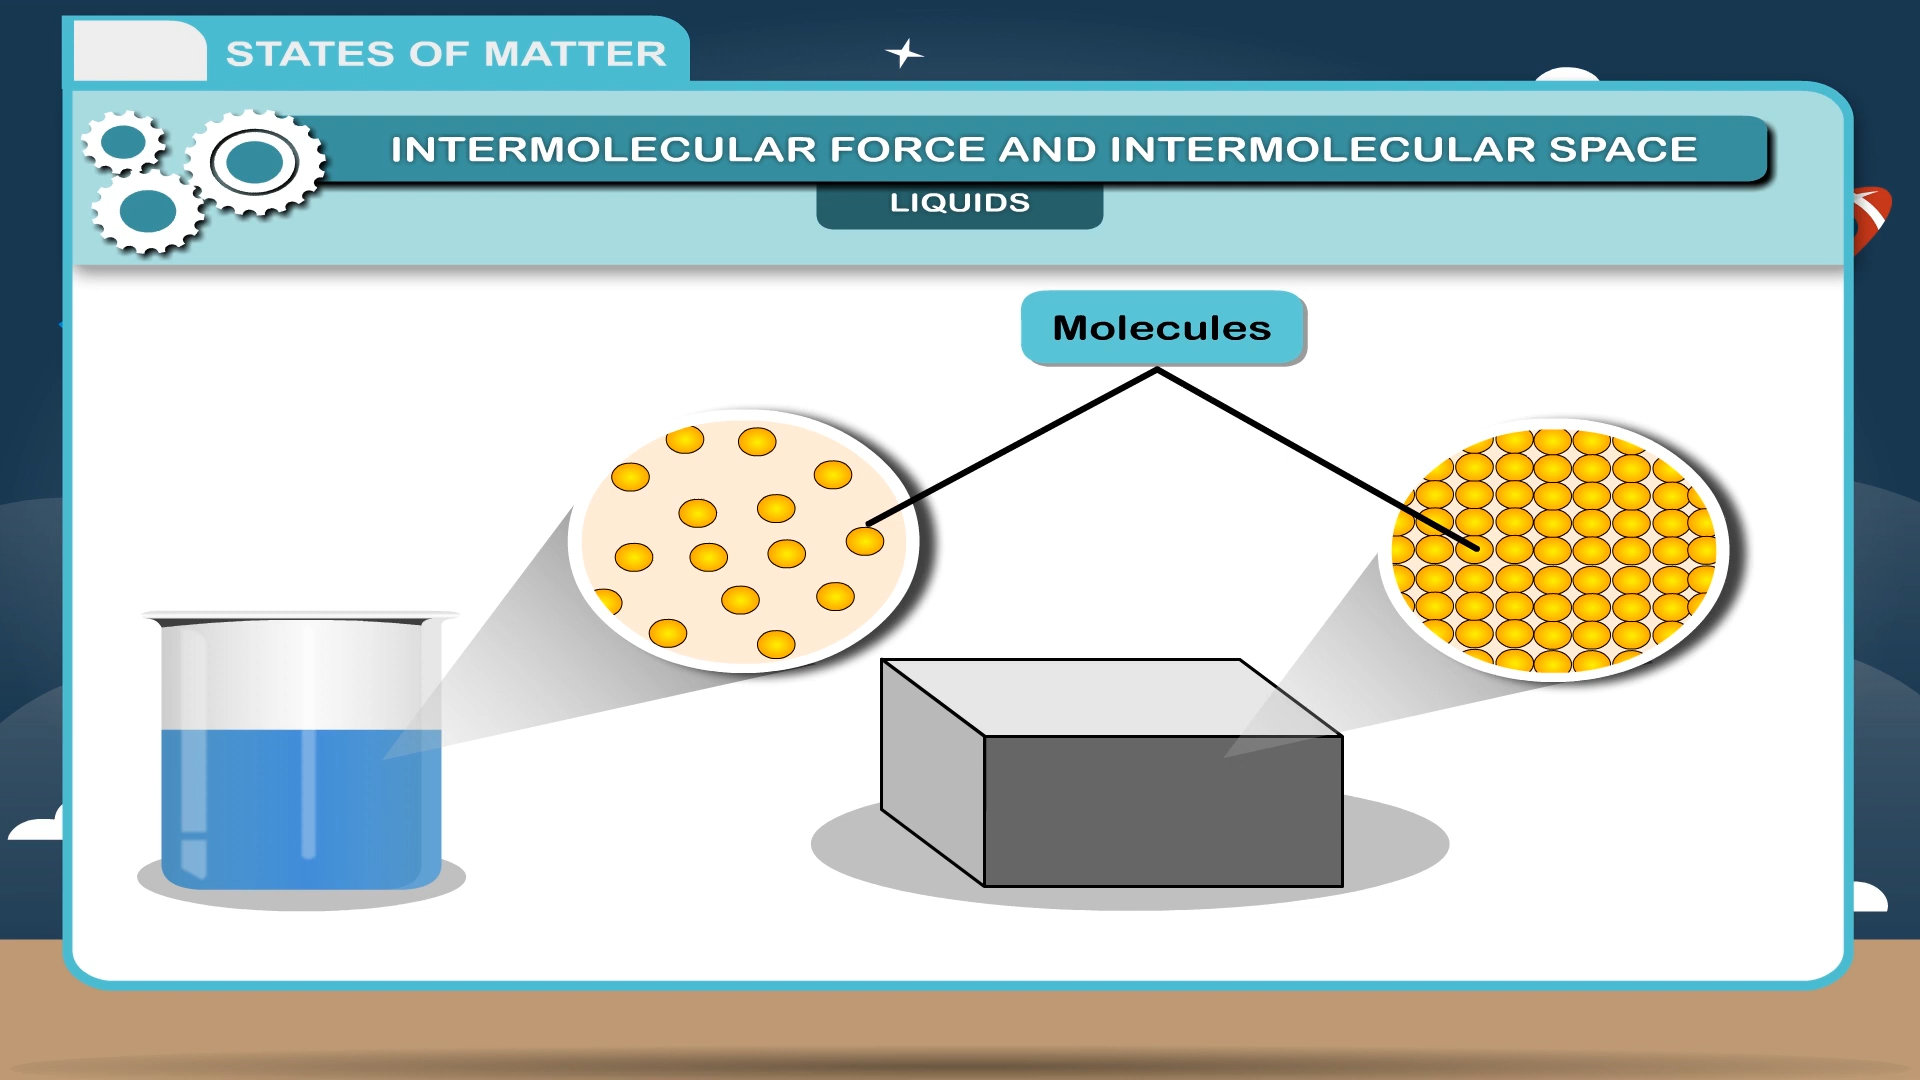 STATES OF MATTER
INTERMOLECULAR FORCE AND INTERMOLECULAR SPACE
LIQUIDS
Molecules